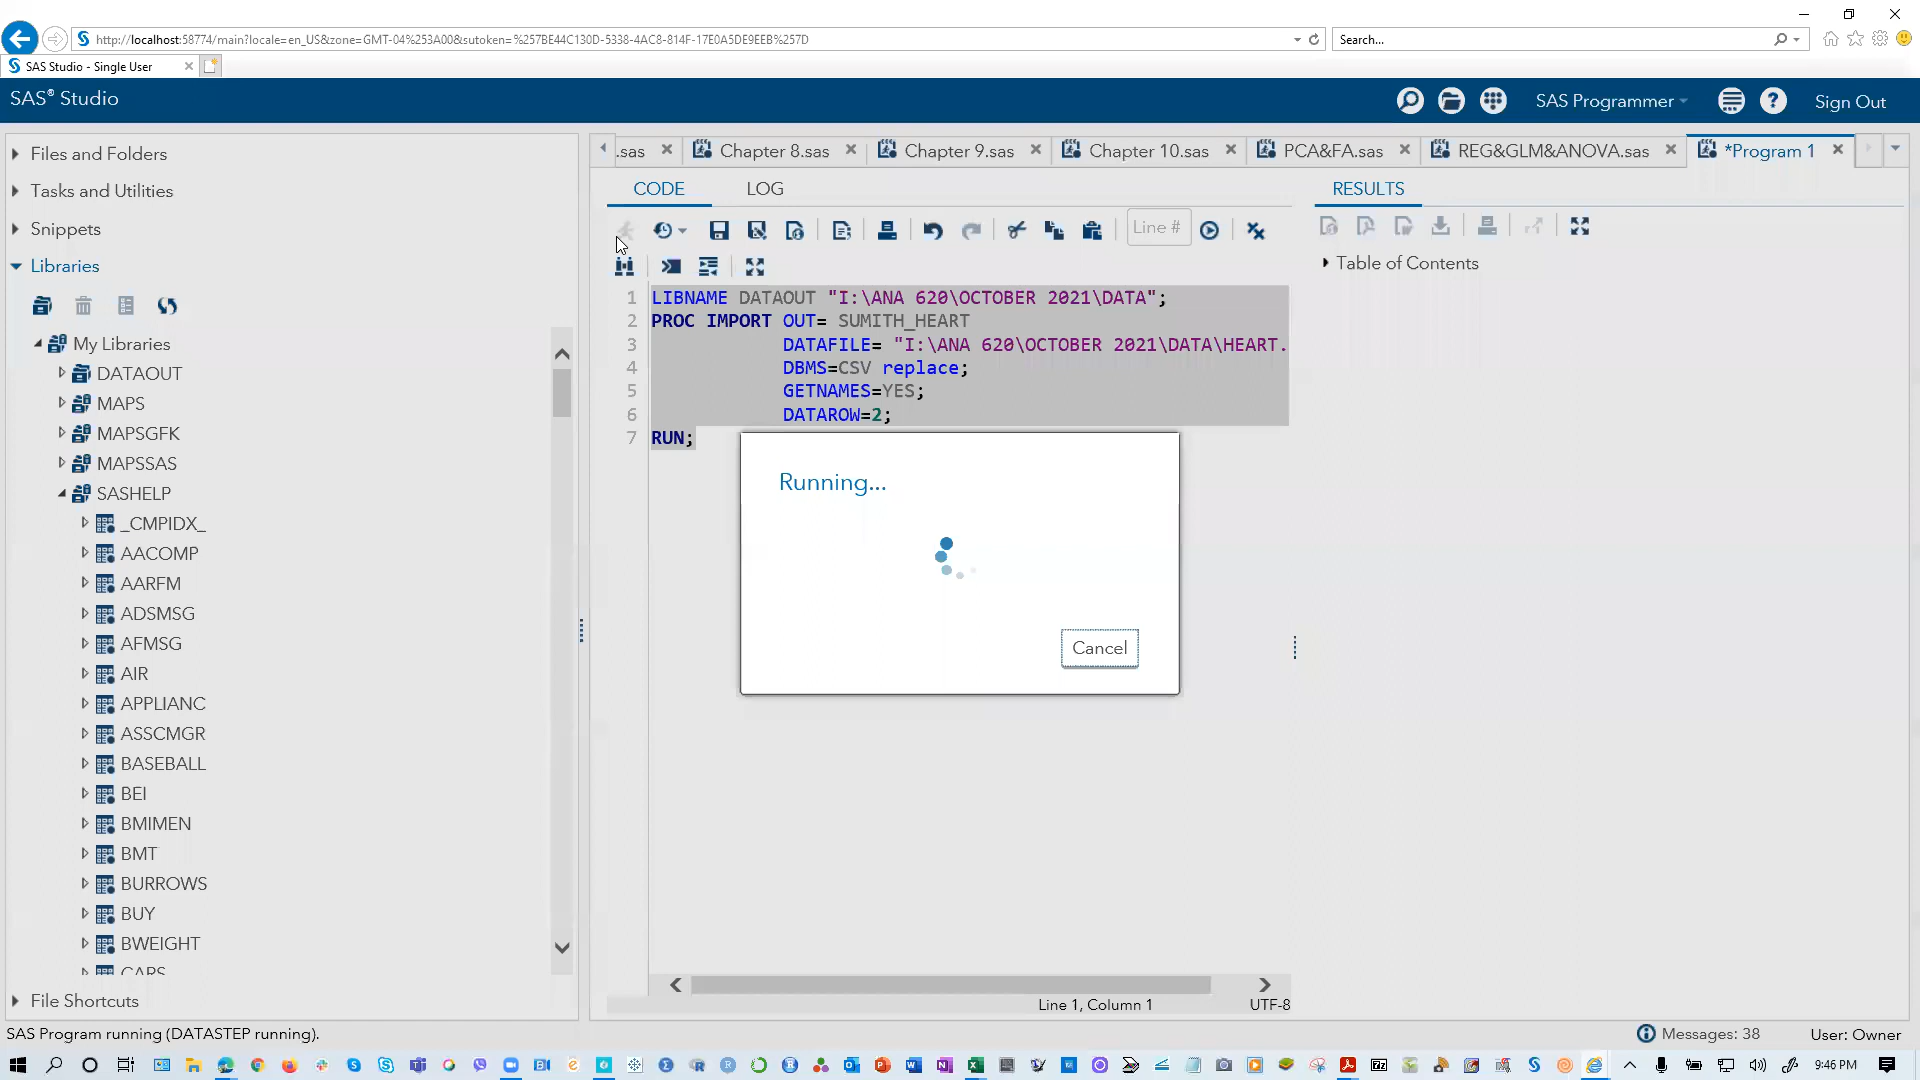 http://localhost:58774/main?locale=en_US&zone=GMT-04%253A00&sutoken=%257BE44C130D-5338-4AC8-814F-17E0A5DE9EEB%257D
Search...
SAS Studio - Single User
SAS® Studio
SAS Programmer
Sign Out
Files and Folders
Tasks and Utilities
Snippets
Libraries
My Libraries
DATAOUT
MAPS
MAPSGFK
MAPSSAS
SASHELP
_CMPIDX_
AACOMP
AARFM
ADSMSG
AFMSG
AIR
APPLIANC
ASSCMGR
BASEBALL
BEI
BMIMEN
BMT
BURROWS
BUY
BWEIGHT
CARS
File Shortcuts
.sas
Chapter 8.sas
Chapter 9.sas
Chapter 10.sas
PCA&FA.sas
REG&GLM&ANOVA.sas
*Program 1
CODE
LOG
RESULTS
Line #
Table of Contents
1 LIBNAME DATAOUT "I:\ANA 620\OCTOBER 2021\DATA";
2 PROC IMPORT OUT= SUMITH_HEART
3 DATAFILE= "I:\ANA 620\OCTOBER 2021\DATA\HEART.
4 DBMS=CSV replace;
5 GETNAMES=YES;
6 DATAROW=2;
7 RUN;
Running...
Cancel
Line 1, Column 1
UTF-8
SAS Program running (DATASTEP running).
Messages: 38
User: Owner
9:46 PM